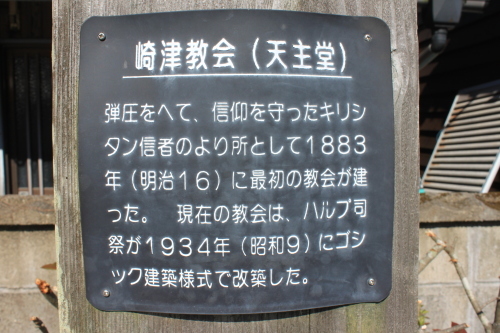 崎津教会（天主堂）
弾圧をへて、信仰を守ったキリシ
タン信者のより所として１８８３
年（明治１６）に最初の教会が建
った。　現在の教会は、ハルブ司
祭が１９３４年（昭和９）にゴシ
ック建築様式で改築した。